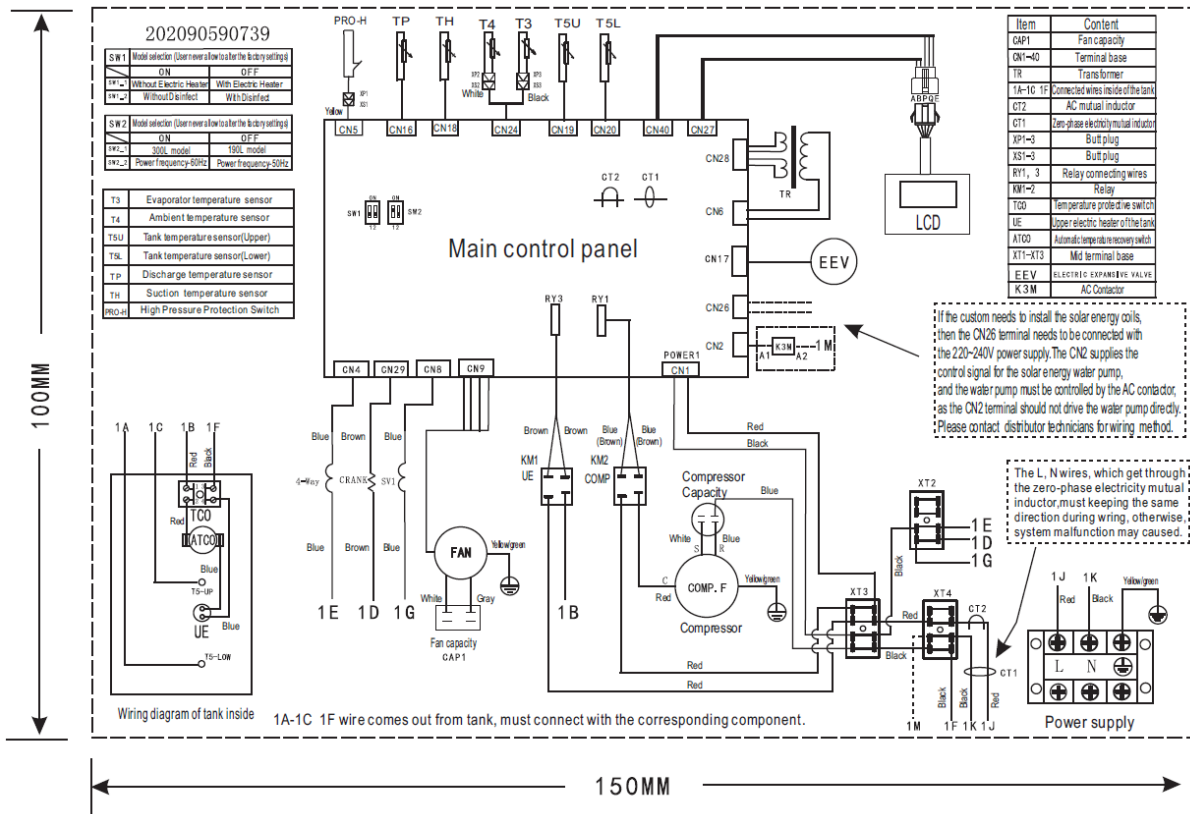 202090590739
SW1 Model selection (User never allow to alter the factory settings)
ON OFF
SW1_1 Without Electric Heater With Electric Heater
SW1_2 Without Disinfect With Disinfect
SW2 Model selection (User never allow to alter the factory settings)
ON OFF
SW2_1 300L model 190L model
SW2_2 Power frequency-60Hz Power frequency-50Hz
T3 Evaporator temperature sensor
T4 Ambient temperature sensor
T5U Tank temperature sensor(Upper)
T5L Tank temperature sensor(Lower)
TP Discharge temperature sensor
TH Suction temperature sensor
PRO-H High Pressure Protection Switch
PRO-H TP TH T4 T3 T5U T5L
XP1
XS1
Yellow
XP2
XS2
White
XP3
XS3
Black
CN5 CN16 CN18 CN24 CN19 CN20 CN40 CN27
CN28
TR
CN6
CN17
EEV
CN26
CN2
A1 K3M A2 1M
CT2 CT1
SW1 ON 12
ON 12 SW2
Main control panel
RY3 RY1
POWER1
CN4 CN29 CN8 CN9 CN1
ABPQE
LCD
Item Content
CAP1 Fan capacity
CN1-40 Terminal base
TR Transformer
1A-1C 1F Connected wires inside of the tank
CT2 AC mutual inductor
CT1 Zero-phase electricity mutual inductor
XP1-3 Butt plug
XS1-3 Butt plug
RY1, 3 Relay connecting wires
KM1-2 Relay
TCO Temperature protective switch
UE Upper electric heater of the tank
ATCO Automatic temperature recovery switch
XT1-XT3 Mid terminal base
EEV ELECTRIC EXPANSIVE VALVE
K3M AC Contactor
If the custom needs to install the solar energy coils,
then the CN26 terminal needs to be connected with
the 220~240V power supply.The CN2 supplies the
control signal for the solar energy water pump,
and the water pump must be controlled by the AC contactor,
as the CN2 terminal should not drive the water pump directly.
Please contact distributor technicians for wiring method.
The L, N wires, which get through
the zero-phase electricity mutual
inductor,must keeping the same
direction during wring, otherwise,
system malfunction may caused.
100MM
1A 1C 1B 1F
Red Black
TCO
Red
ATCO
Blue
T5-UP
UE
Blue
T5-LOW
Wiring diagram of tank inside
Blue Brown Blue
4-Way CRANK SV1
Blue Brown Blue
1E 1D 1G
FAN
Yellow/green
White Gray
Fan capacity
CAP1
Brown Brown
KM1
UE
1B
Blue
(Brown)
Blue
(Brown)
KM2
COMP
Red
Black
Compressor
Capacity
Blue
White Blue
S R
C
Red
COMP.F
Yellow/green
Compressor
Red
Red
XT2
1E
1D
1G
Black
XT3
Red
Black
XT4
CT2
CT1
Black Black Red
1M 1F 1K 1J
1J 1K
Red Black Yellow/green
L N
Power supply
1A-1C 1F wire comes out from tank, must connect with the corresponding component.
150MM